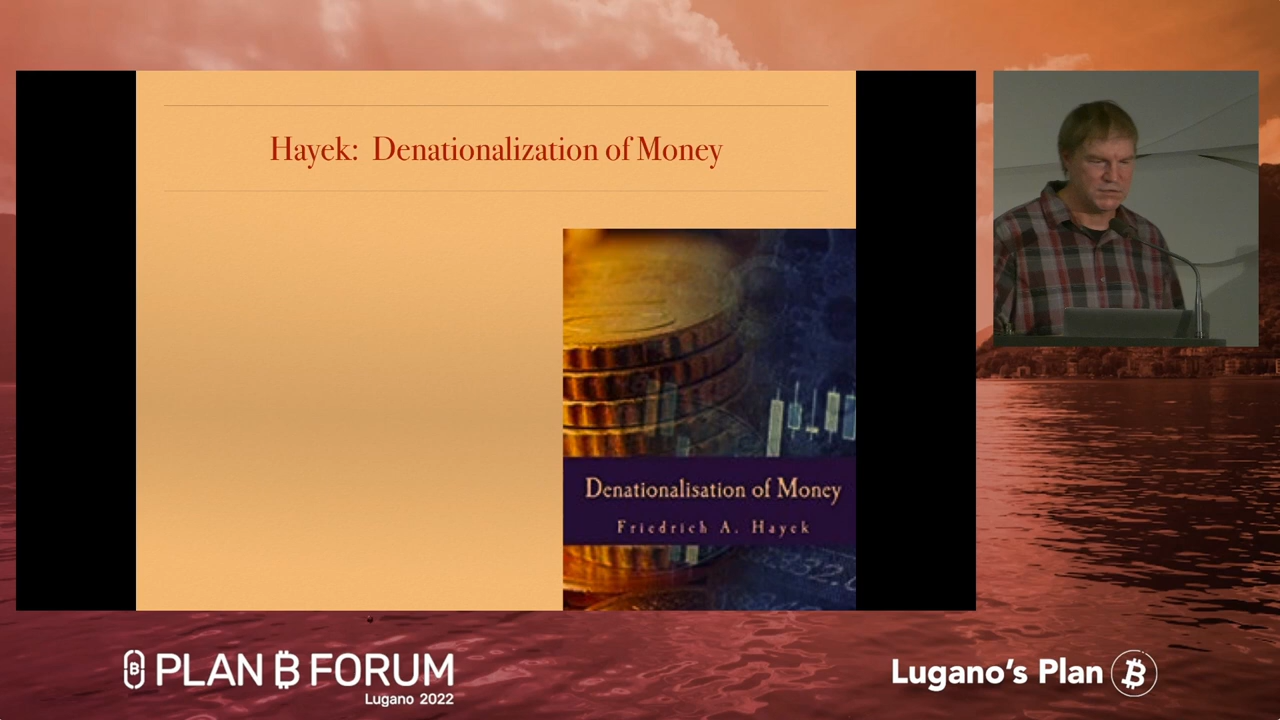 Hayek: Denationalization of Money
Denationalisation of Money
Friedrich A. Hayek
PLAN ₿ FORUM
Lugano 2022
Lugano's Plan ₿